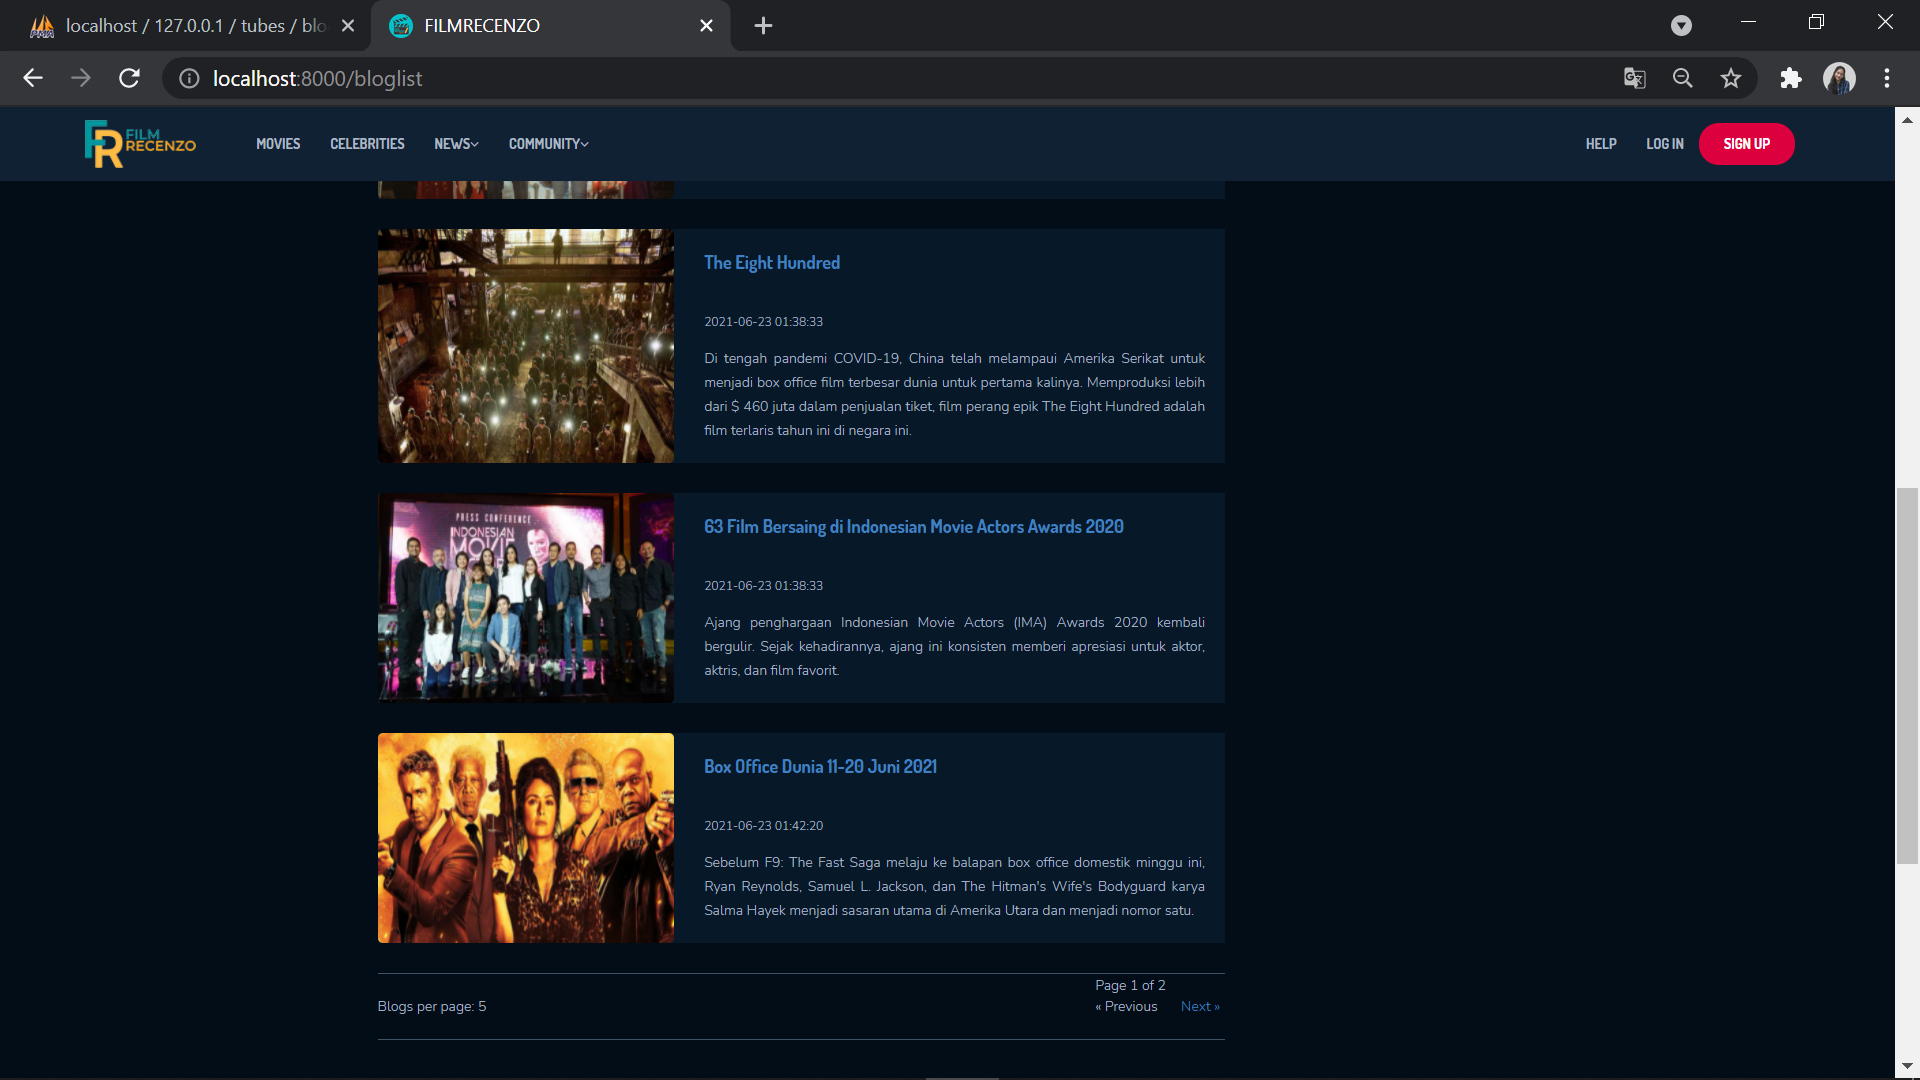 localhost / 127.0.0.1 / tubes / blo
FILMRECENZO
localhost:8000/bloglist
FR FILM
RECENZO
MOVIES
CELEBRITIES
NEWS
COMMUNITY
HELP
LOG IN
SIGN UP
The Eight Hundred
2021-06-23 01:38:33
Di tengah pandemi COVID-19, China telah melampaui Amerika Serikat untuk
menjadi box office film terbesar dunia untuk pertama kalinya. Memproduksi lebih
dari $ 460 juta dalam penjualan tiket, film perang epik The Eight Hundred adalah
film terlaris tahun ini di negara ini.
PRESS CONFERENCE
INDONESIAN
MOVIE
63 Film Bersaing di Indonesian Movie Actors Awards 2020
2021-06-23 01:38:33
Ajang penghargaan Indonesian Movie Actors (IMA) Awards 2020 kembali
bergulir. Sejak kehadirannya, ajang ini konsisten memberi apresiasi untuk aktor,
aktris, dan film favorit.
Box Office Dunia 11-20 Juni 2021
2021-06-23 01:42:20
Sebelum F9: The Fast Saga melaju ke balapan box office domestik minggu ini,
Ryan Reynolds, Samuel L. Jackson, dan The Hitman's Wife's Bodyguard karya
Salma Hayek menjadi sasaran utama di Amerika Utara dan menjadi nomor satu.
Page 1 of 2
Blogs per page: 5
« Previous
Next »